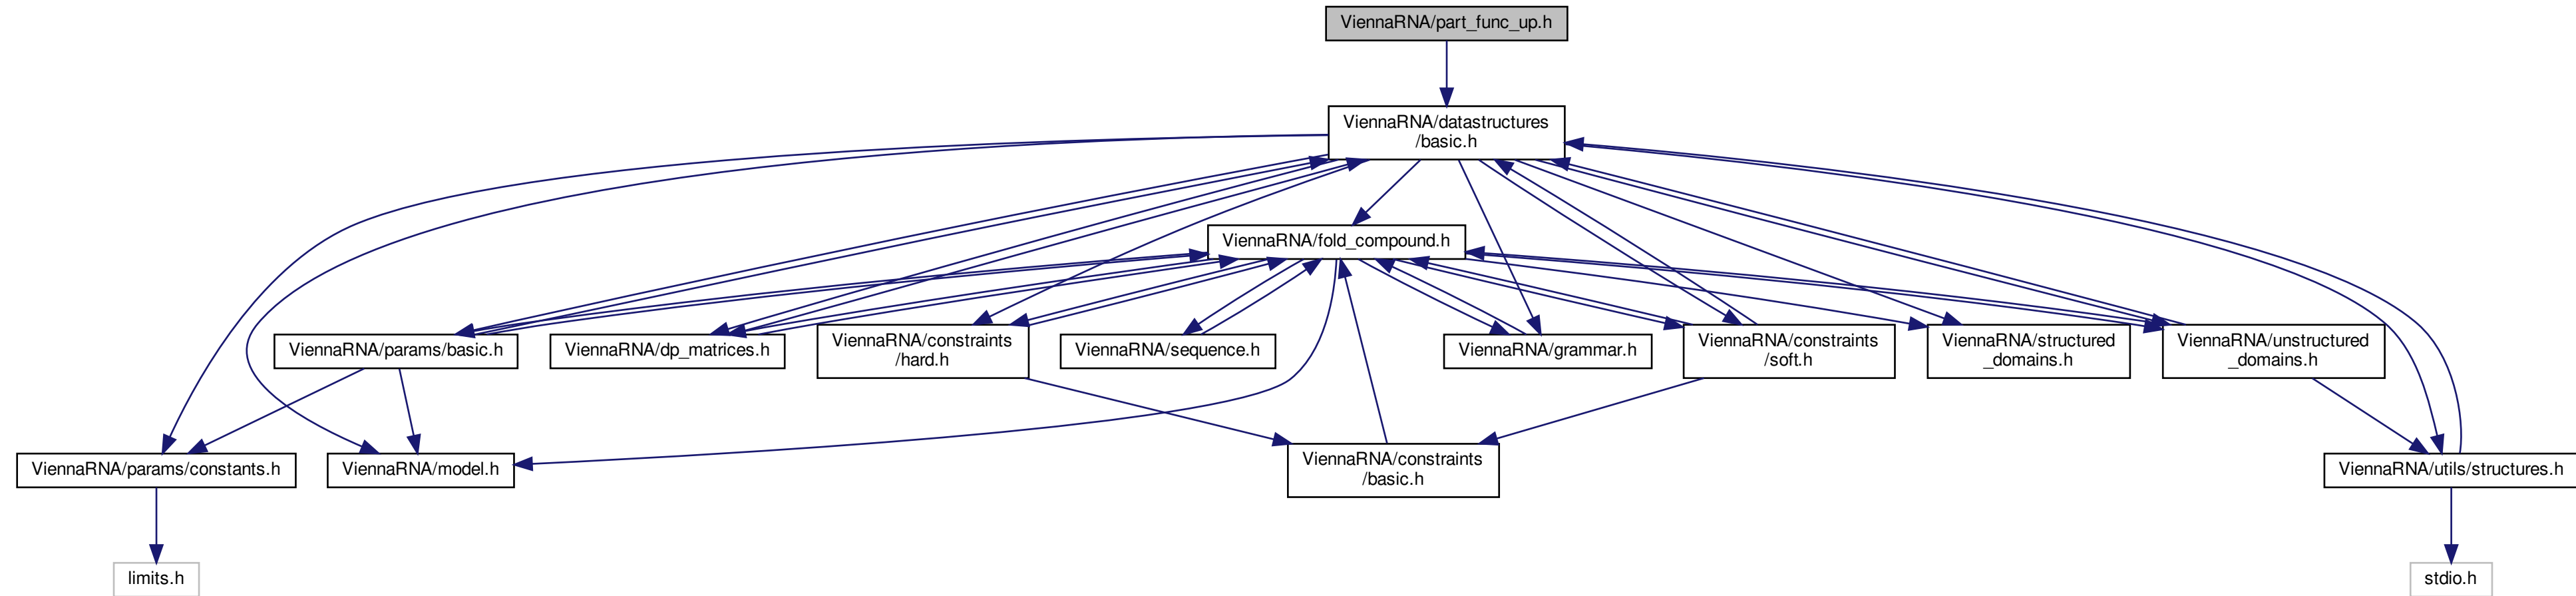 ViennaRNA/part_func_up.h
ViennaRNA/datastructures
/basic.h
ViennaRNA/fold_compound.h
ViennaRNA/params/basic.h
ViennaRNA/dp_matrices.h
ViennaRNA/constraints
/hard.h
ViennaRNA/sequence.h
ViennaRNA/grammar.h
ViennaRNA/constraints
/soft.h
ViennaRNA/structured
_domains.h
ViennaRNA/unstructured
_domains.h
ViennaRNA/params/constants.h
ViennaRNA/model.h
ViennaRNA/constraints
/basic.h
ViennaRNA/utils/structures.h
limits.h
stdio.h